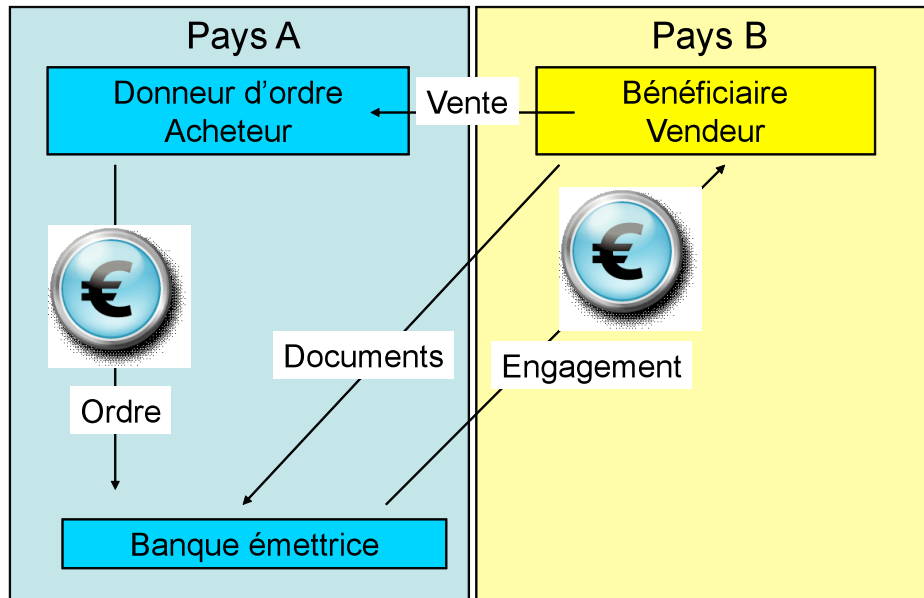 Pays A
Pays B
Donneur d’ordre
Acheteur
Vente
Bénéficiaire
Vendeur
€
€
Documents
Engagement
Ordre
Banque émettrice